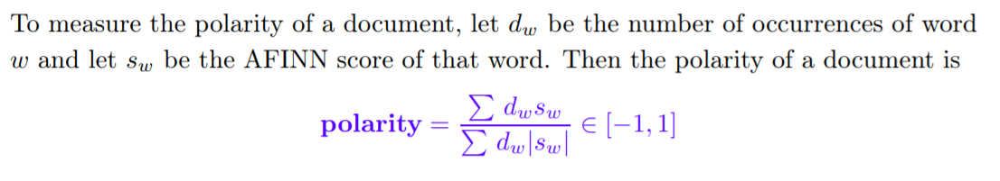 To measure the polarity of a document, let $d_w$ be the number of occurrences of word
$w$ and let $s_w$ be the AFINN score of that word. Then the polarity of a document is
$\textbf{polarity} = \frac{\sum d_w s_w}{\sum d_w |s_w|} \in [-1, 1]$